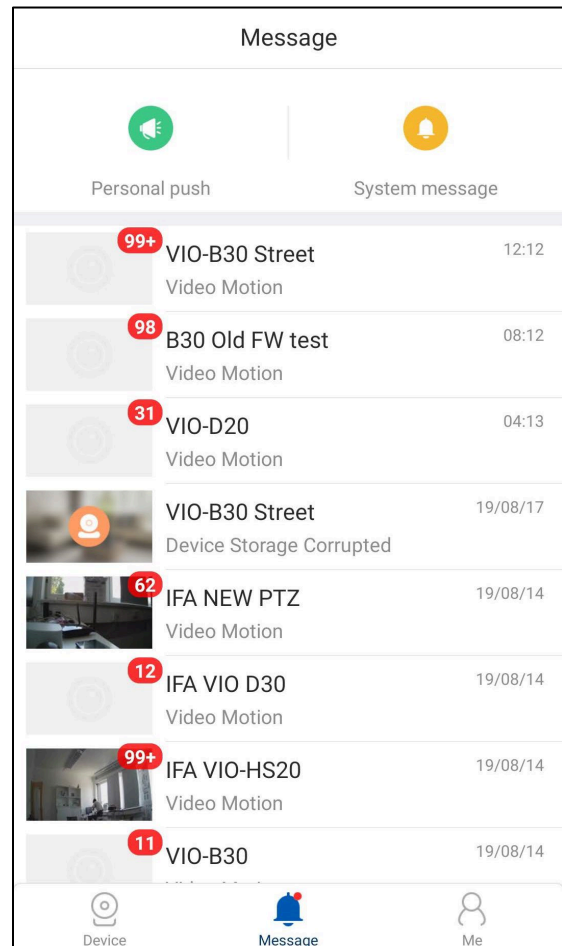 Message
Personal push
System message
99+
VIO-B30 Street
12:12
Video Motion
98
B30 Old FW test
08:12
Video Motion
31
VIO-D20
04:13
Video Motion
VIO-B30 Street
19/08/17
Device Storage Corrupted
62
IFA NEW PTZ
19/08/14
Video Motion
12
IFA VIO D30
19/08/14
Video Motion
99+
IFA VIO-HS20
19/08/14
Video Motion
11
VIO-B30
19/08/14
Device
Message
Me